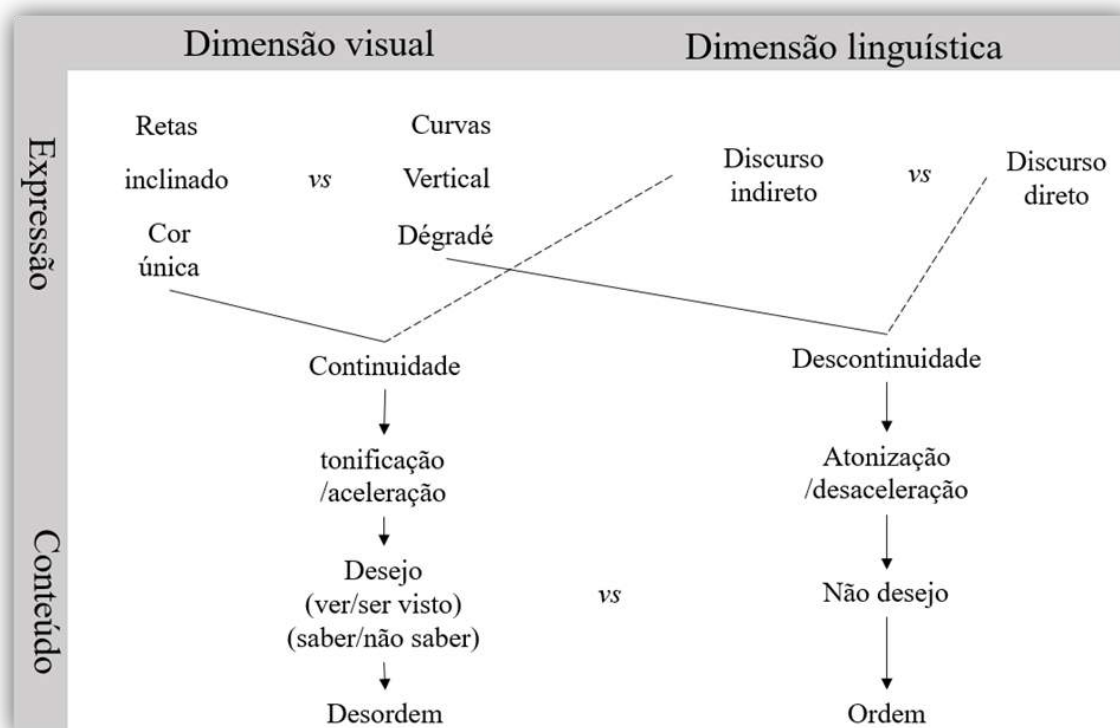 Dimensão visual
Dimensão linguística
Expressão
Retas
Curvas
inclinado
vs
Vertical
Discurso
indireto
vs
Discurso
direto
Cor
única
Dégradé
Continuidade
Descontinuidade
tonificação
/aceleração
Atonização
/desaceleração
Conteúdo
Desejo
(ver/ser visto)
(saber/não saber)
vs
Não desejo
Desordem
Ordem